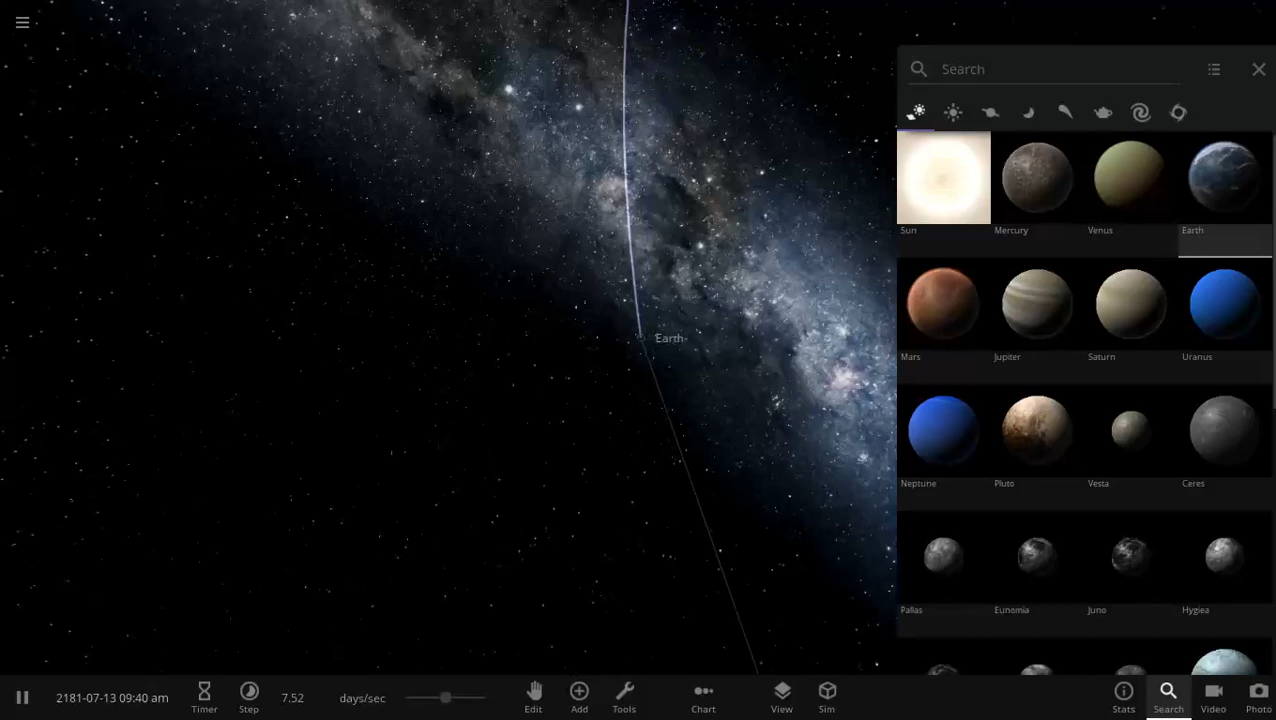 Search
Sun Mercury Venus Earth
Earth
Mars Jupiter Saturn Uranus
Neptune Pluto Vesta Ceres
Pallas Eunomia Juno Hygiea
2181-07-13 09:40 am Timer Step 7.52 days/sec Edit Add Tools Chart View Sim Stats Search Video Photo